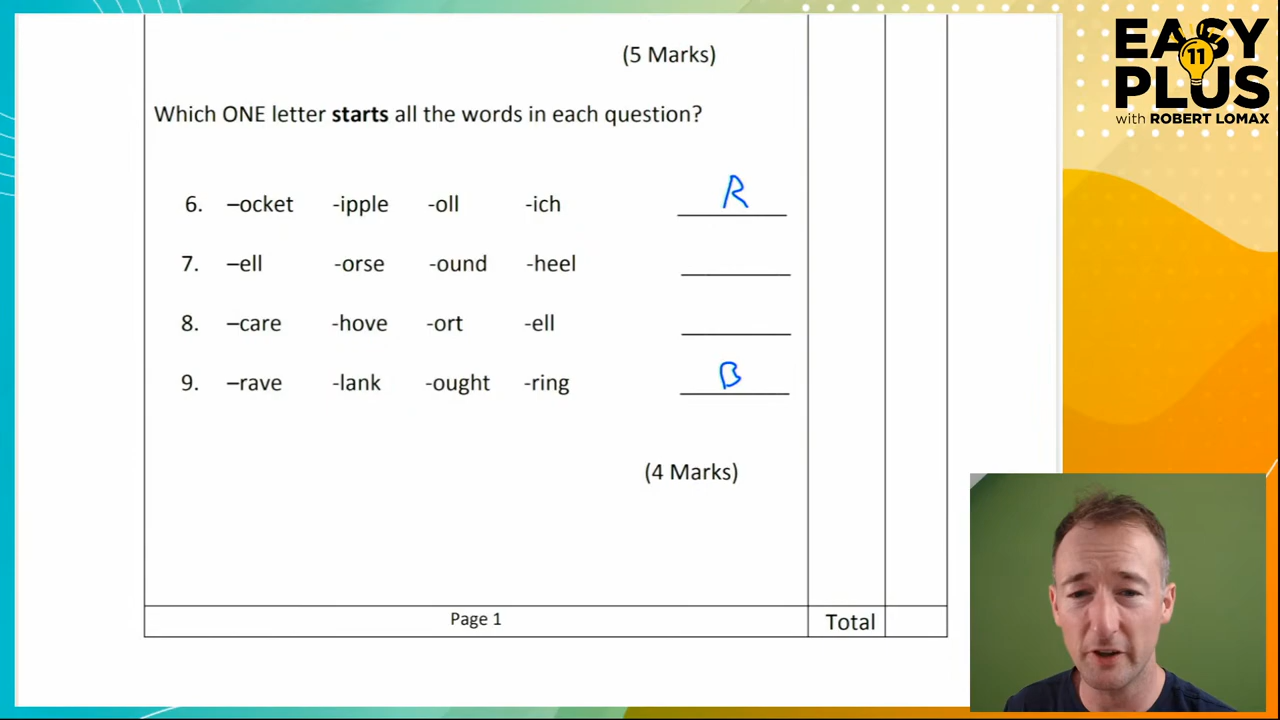 EASY
11
PLUS
with ROBERT LOMAX
(5 Marks)
Which ONE letter starts all the words in each question?
6. –ocket -ipple -oll -ich R
7. –ell -orse -ound -heel
8. –care -hove -ort -ell
9. –rave -lank -ought -ring B
(4 Marks)
Page 1 Total